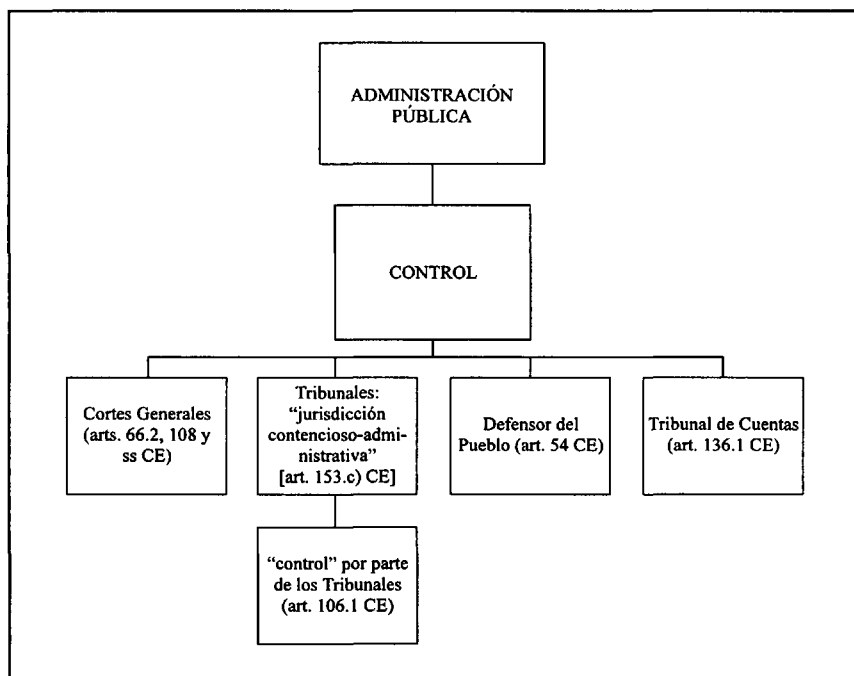 ADMINISTRACIÓN
PÚBLICA
CONTROL
Cortes Generales
(arts. 66.2, 108 y
ss CE)
Tribunales:
“jurisdicción
contencioso-admi-
nistrativa”
[art. 153.c) CE]
Defensor del
Pueblo (art. 54 CE)
Tribunal de Cuentas
(art. 136.1 CE)
“control” por parte
de los Tribunales
(art. 106.1 CE)